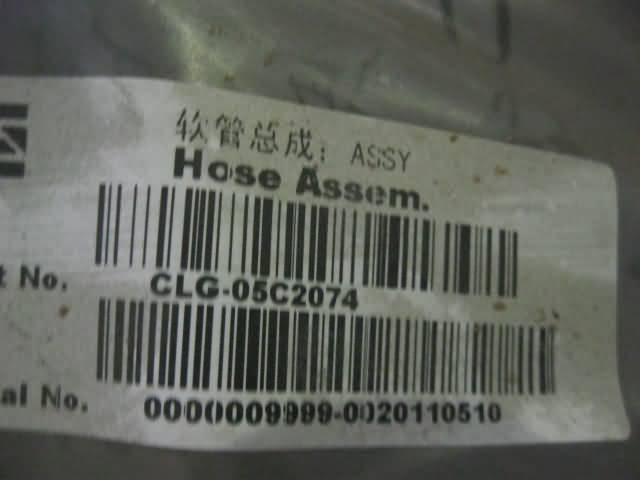 软管总成：ASSY
Hose Assem.
t No. CLG-05C2074
al No. 0000009999-0020110510